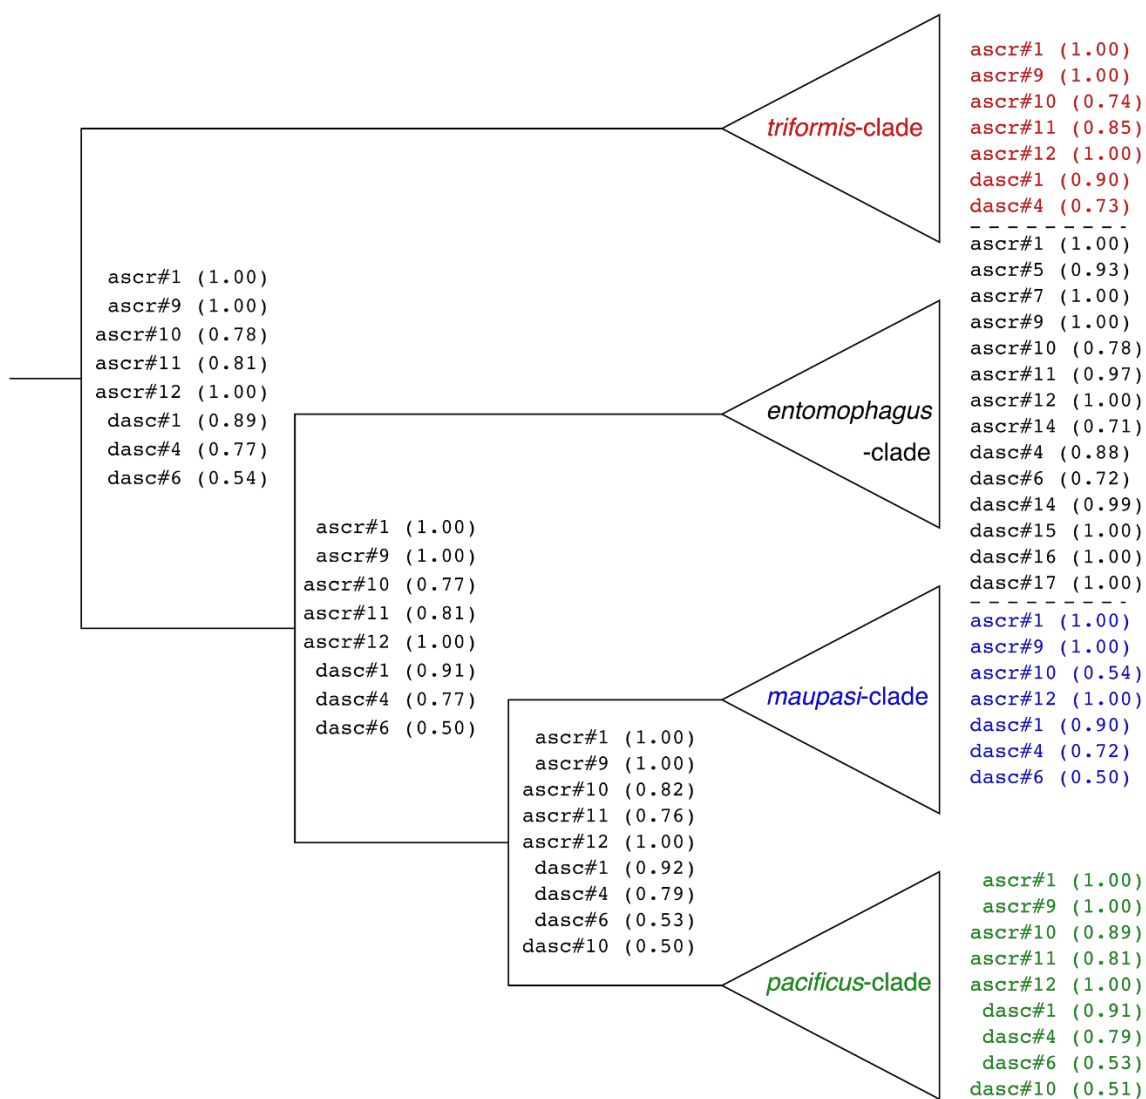 triformis-clade
ascr#1 (1.00)
ascr#9 (1.00)
ascr#10 (0.74)
ascr#11 (0.85)
ascr#12 (1.00)
dasc#1 (0.90)
dasc#4 (0.73)
ascr#1 (1.00)
ascr#9 (1.00)
ascr#10 (0.78)
ascr#11 (0.81)
ascr#12 (1.00)
dasc#1 (0.89)
dasc#4 (0.77)
dasc#6 (0.54)
entomophagus
-clade
ascr#1 (1.00)
ascr#5 (0.93)
ascr#7 (1.00)
ascr#9 (1.00)
ascr#10 (0.78)
ascr#11 (0.97)
ascr#12 (1.00)
ascr#14 (0.71)
dasc#4 (0.88)
dasc#6 (0.72)
dasc#14 (0.99)
dasc#15 (1.00)
dasc#16 (1.00)
dasc#17 (1.00)
ascr#1 (1.00)
ascr#9 (1.00)
ascr#10 (0.77)
ascr#11 (0.81)
ascr#12 (1.00)
dasc#1 (0.91)
dasc#4 (0.77)
dasc#6 (0.50)
maupasi-clade
ascr#1 (1.00)
ascr#9 (1.00)
ascr#10 (0.54)
ascr#12 (1.00)
dasc#1 (0.90)
dasc#4 (0.72)
dasc#6 (0.50)
ascr#1 (1.00)
ascr#9 (1.00)
ascr#10 (0.82)
ascr#11 (0.76)
ascr#12 (1.00)
dasc#1 (0.92)
dasc#4 (0.79)
dasc#6 (0.53)
dasc#10 (0.50)
pacificus-clade
ascr#1 (1.00)
ascr#9 (1.00)
ascr#10 (0.89)
ascr#11 (0.81)
ascr#12 (1.00)
dasc#1 (0.91)
dasc#4 (0.79)
dasc#6 (0.53)
dasc#10 (0.51)